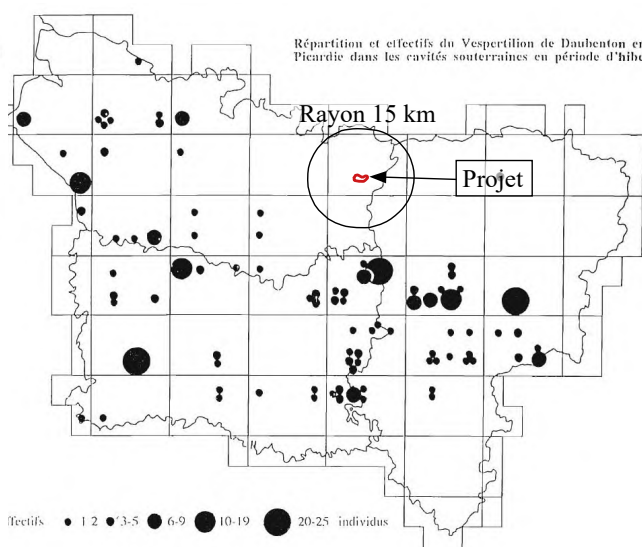 Répartition et effectifs du Vespertilion de Daubenton en
Picardie dans les cavités souterraines en période d'hibe
Rayon 15 km
Projet
ffectifs 1-2 3-5 6-9 10-19 20-25 individus